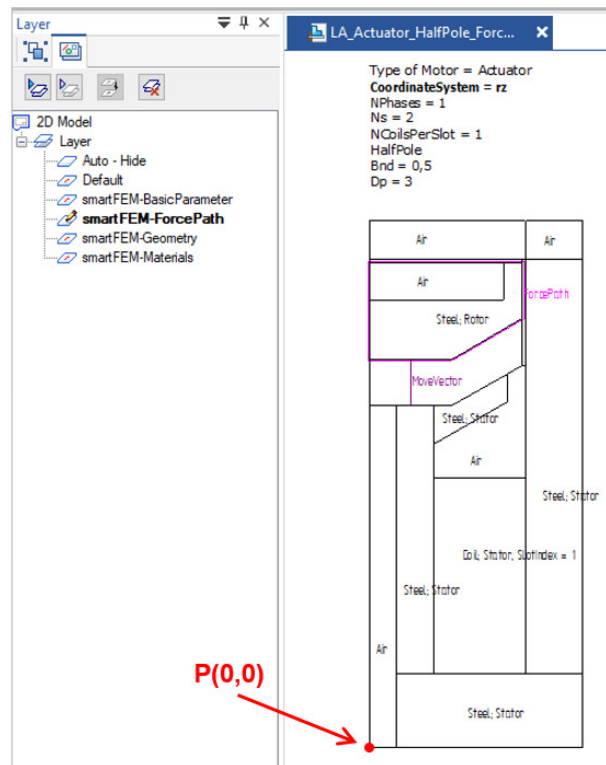 Layer
2D Model
Layer
Auto - Hide
Default
smartFEM-BasicParameter
smartFEM-ForcePath
smartFEM-Geometry
smartFEM-Materials
LA_Actuator_HalfPole_Forc...
Type of Motor = Actuator
CoordinateSystem = rz
NPhases = 1
Ns = 2
NCoilsPerSlot = 1
HalfPole
Bnd = 0,5
Dp = 3
Air
Air
Air
ForcePath
Steel; Rotor
MoveVector
Steel; Stator
Air
Steel; Stator
Coil; Stator, SlotIndex = 1
Steel; Stator
Air
P(0,0)
Steel; Stator